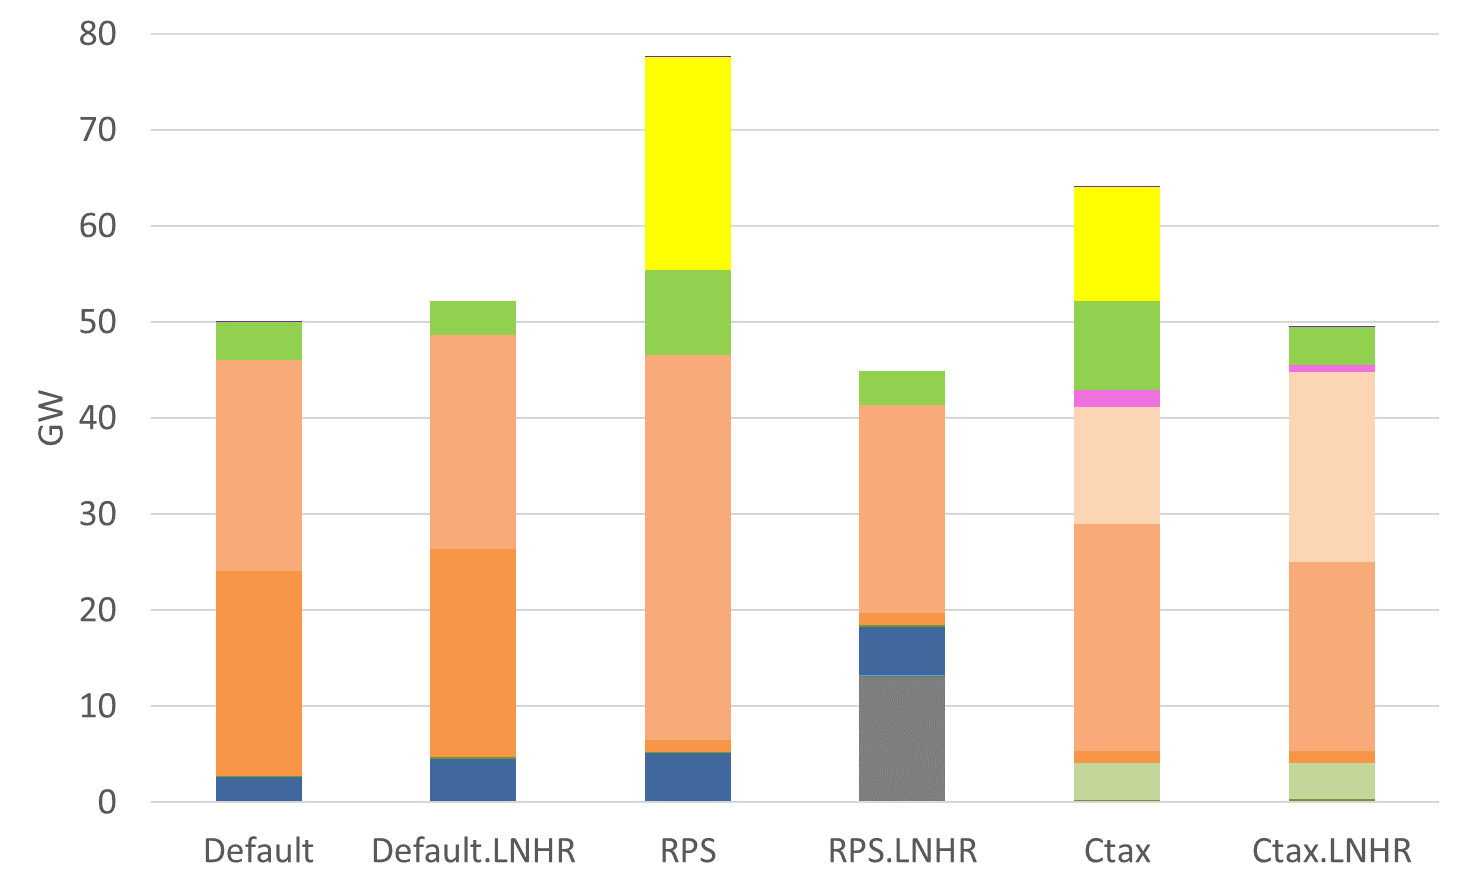 80
70
60
50
40
30
20
10
0
GW
Default
Default.LNHR
RPS
RPS.LNHR
Ctax
Ctax.LNHR